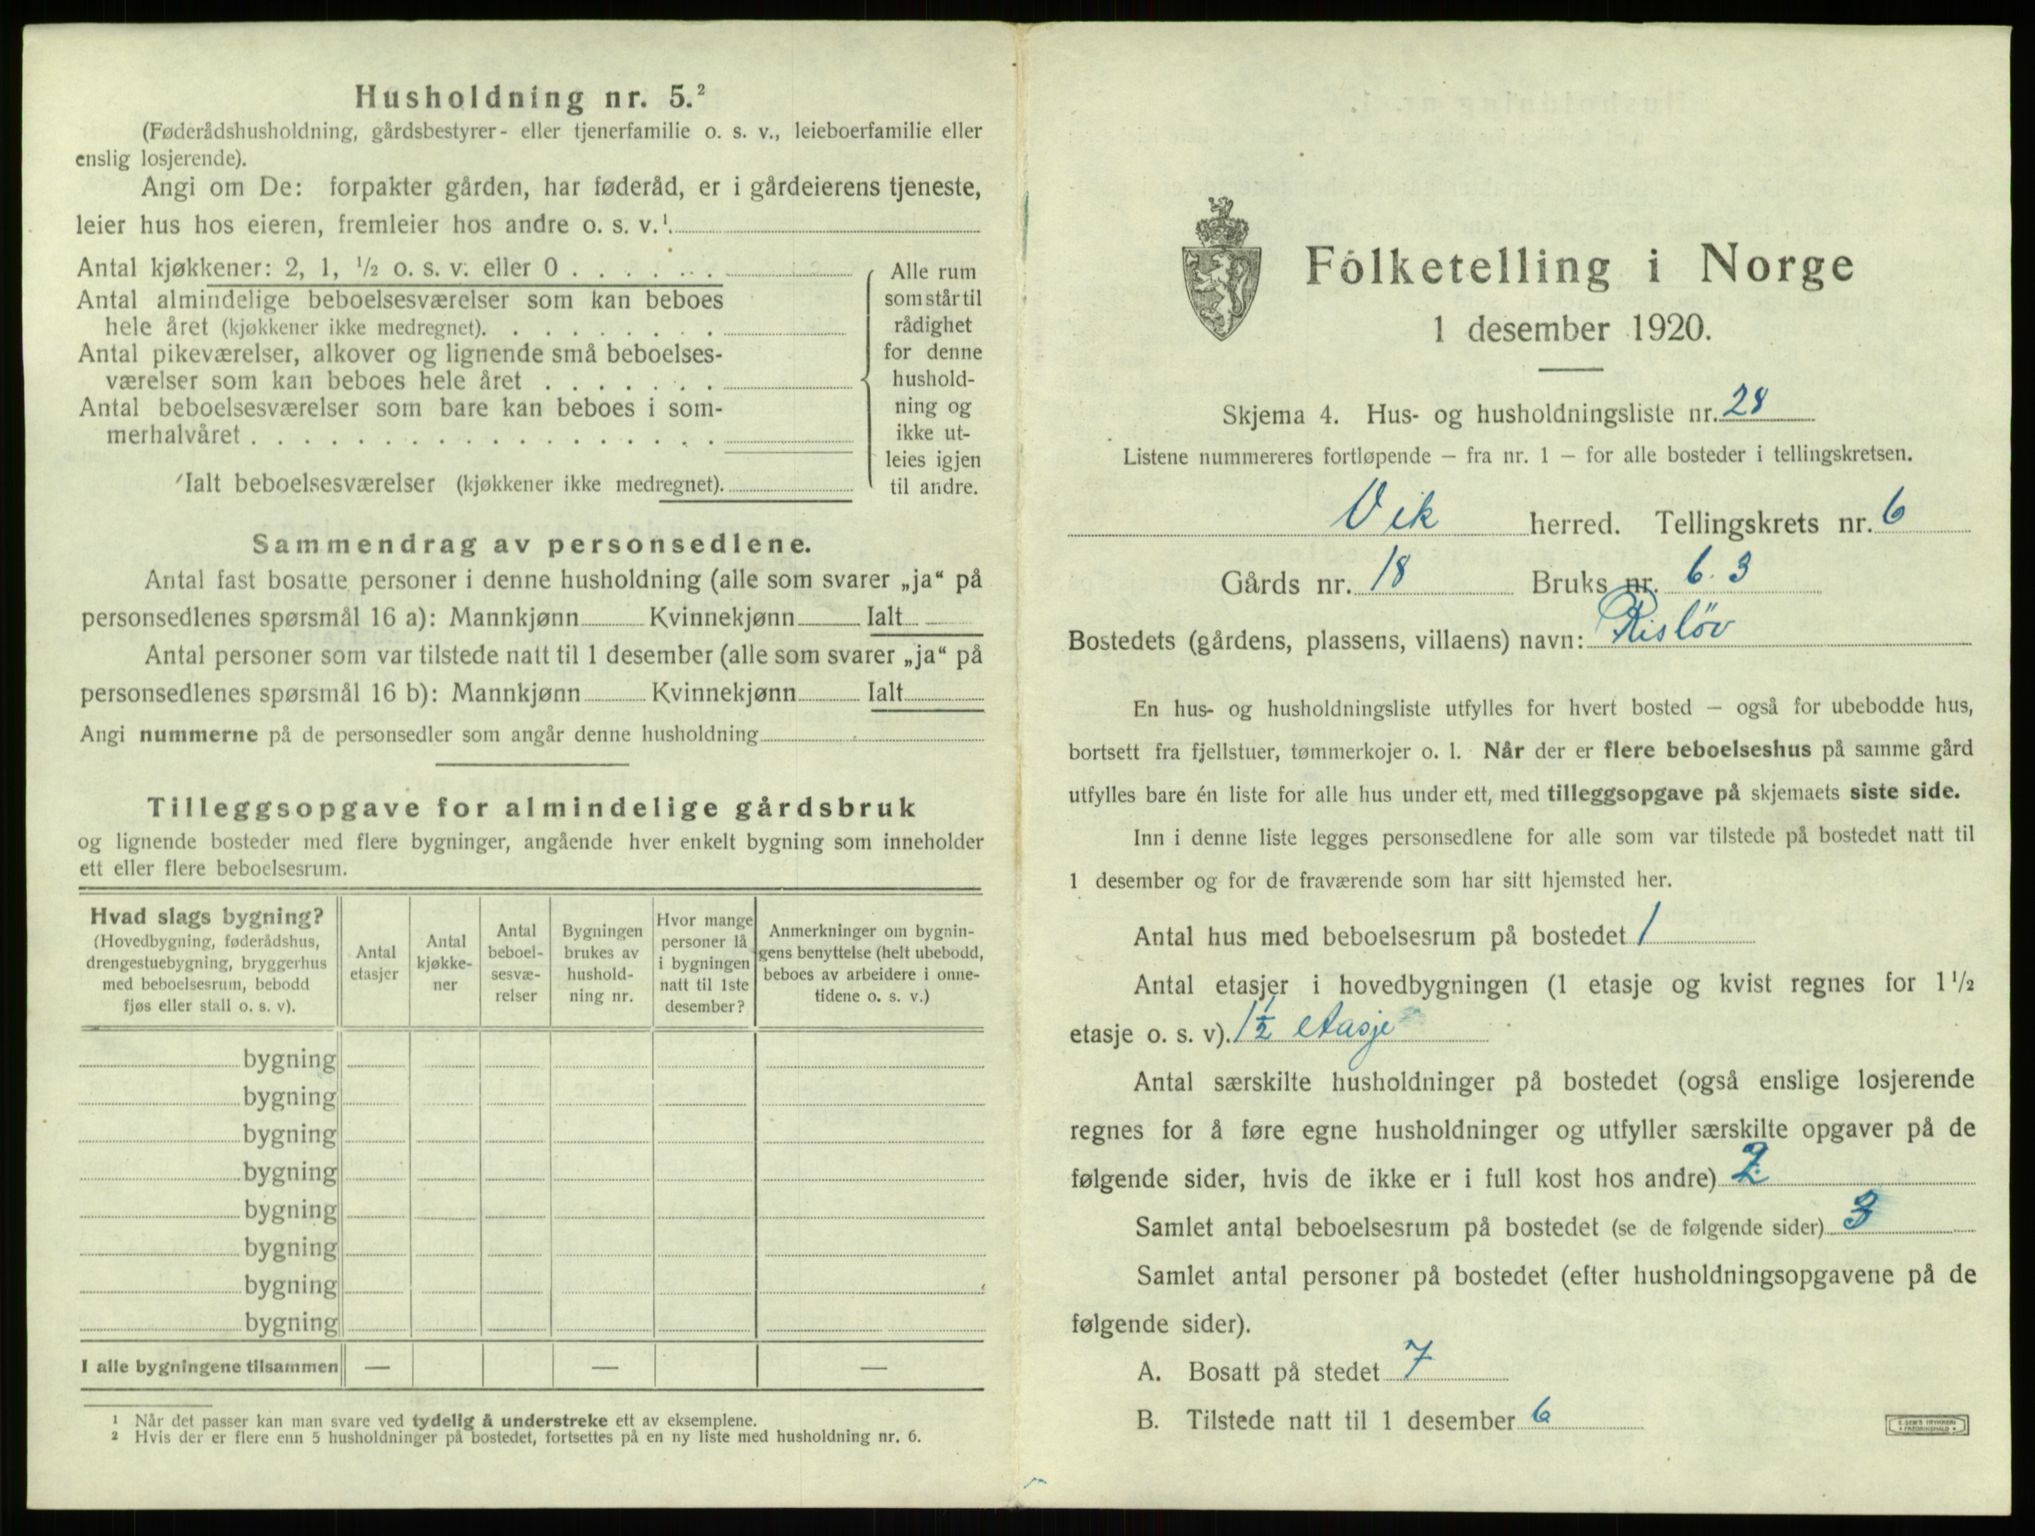 Husholdning nr. 5.²
(Føderådshusholdning, gårdsbestyrer- eller tjenerfamilie o. s. v., leieboerfamilie eller
enslig losjerende).
Angi om De: forpakter gården, har føderåd, er i gårdeierens tjeneste,
leier hus hos eieren, fremleier hos andre o. s. v.¹
Antal kjøkkener: 2, 1, ½ o. s. v. eller 0
Antal almindelige beboelsesværelser som kan beboes
hele året (kjøkkener ikke medregnet)
Antal pikeværelser, alkover og lignende små beboelses-
værelser som kan beboes hele året
Antal beboelsesværelser som bare kan beboes i som-
merhalvåret
Ialt beboelsesværelser (kjøkkener ikke medregnet)
Alle rum
som står til
rådighet
for denne
hushold-
ning og
ikke ut-
leies igjen
til andre.
Sammendrag av personsedlene.
Antal fast bosatte personer i denne husholdning (alle som svarer „ja“ på
personsedlenes spørsmål 16 a): Mannkjønn Kvinnekjønn Ialt
Antal personer som var tilstede natt til 1 desember (alle som svarer „ja“ på
personsedlenes spørsmål 16 b): Mannkjønn Kvinnekjønn Ialt
Angi nummerne på de personsedler som angår denne husholdning
Tilleggsopgave for almindelige gårdsbruk
og lignende bosteder med flere bygninger, angående hver enkelt bygning som inneholder
ett eller flere beboelsesrum.
Hvad slags bygning?
(Hovedbygning, føderådshus,
drengestuebygning, bryggerhus
med beboelsesrum, bebodd
fjøs eller stall o. s. v).
Antal
etasjer
Antal
kjøkke-
ner
Antal
beboel-
sesvæ-
relser
Bygningen
brukes av
hushold-
ning nr.
Hvor mange
personer lå
i bygningen
natt til 1ste
desember?
Anmerkninger om bygnin-
gens benyttelse (helt ubebodd,
beboes av arbeidere i onne-
tidene o. s. v.)
bygning
bygning
bygning
bygning
bygning
bygning
bygning
bygning
I alle bygningene tilsammen — — —
¹ Når det passer kan man svare ved tydelig å understreke ett av eksemplene.
² Hvis der er flere enn 5 husholdninger på bostedet, fortsettes på en ny liste med husholdning nr. 6.
Folketelling i Norge
1 desember 1920.
Skjema 4. Hus- og husholdningsliste nr. 28
Listene nummereres fortløpende – fra nr. 1 – for alle bosteder i tellingskretsen.
Vik herred. Tellingskrets nr. 6
Gårds nr. 18 Bruks nr. 6. 3
Bostedets (gårdens, plassens, villaens) navn: Risløv
En hus- og husholdningsliste utfylles for hvert bosted – også for ubebodde hus,
bortsett fra fjellstuer, tømmerkojer o. l. Når der er flere beboelseshus på samme gård
utfylles bare én liste for alle hus under ett, med tilleggsopgave på skjemaets siste side.
Inn i denne liste legges personsedlene for alle som var tilstede på bostedet natt til
1 desember og for de fraværende som har sitt hjemsted her.
Antal hus med beboelsesrum på bostedet 1
Antal etasjer i hovedbygningen (1 etasje og kvist regnes for 1½
etasje o. s. v). 1½ etasje
Antal særskilte husholdninger på bostedet (også enslige losjerende
regnes for å føre egne husholdninger og utfyller særskilte opgaver på de
følgende sider, hvis de ikke er i full kost hos andre) 2
Samlet antal beboelsesrum på bostedet (se de følgende sider) 3
Samlet antal personer på bostedet (efter husholdningsopgavene på de
følgende sider).
A. Bosatt på stedet 7
B. Tilstede natt til 1 desember 6
E. SEM'S TRYKKERI
FREDRIKSHALD